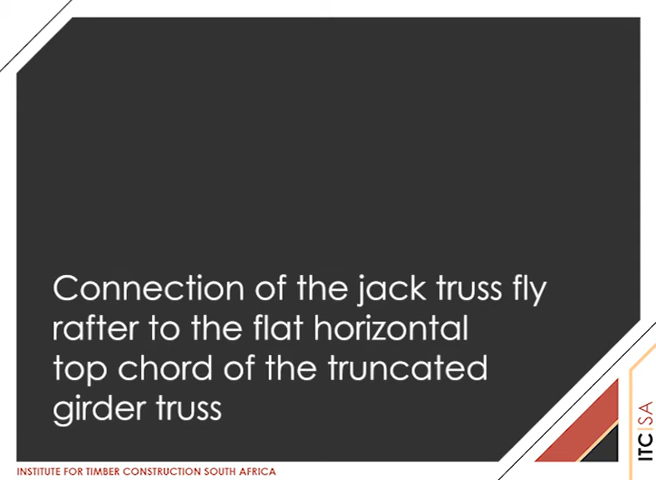 Connection of the jack truss fly
rafter to the flat horizontal
top chord of the truncated
girder truss
INSTITUTE FOR TIMBER CONSTRUCTION SOUTH AFRICA
ITC|SA